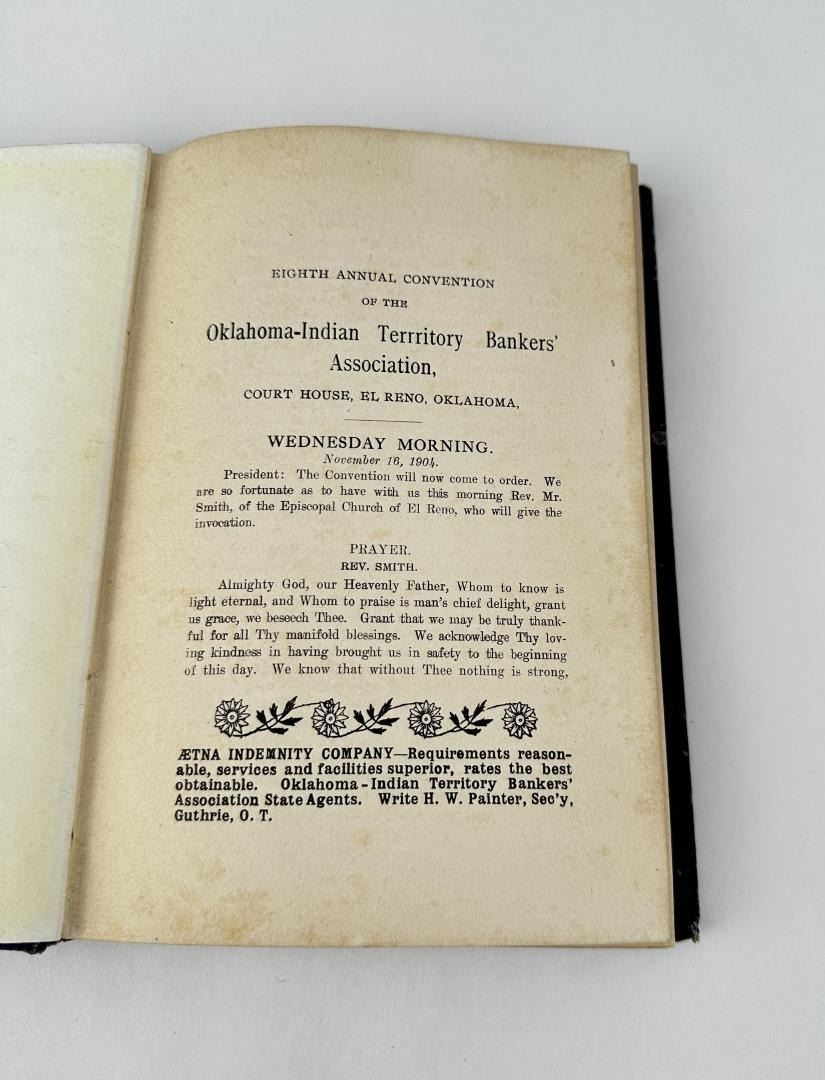 EIGHTH ANNUAL CONVENTION
OF THE
Oklahoma-Indian Terrritory Bankers'
Association,
COURT HOUSE, EL RENO, OKLAHOMA,
WEDNESDAY MORNING.
November 16, 1904.
President: The Convention will now come to order. We
are so fortunate as to have with us this morning Rev. Mr.
Smith, of the Episcopal Church of El Reno, who will give the
invocation.
PRAYER.
REV. SMITH.
Almighty God, our Heavenly Father, Whom to know is
light eternal, and Whom to praise is man's chief delight, grant
us grace, we beseech Thee. Grant that we may be truly thank-
ful for all Thy manifold blessings. We acknowledge Thy lov-
ing kindness in having brought us in safety to the beginning
of this day. We know that without Thee nothing is strong,
ÆTNA INDEMNITY COMPANY—Requirements reason-
able, services and facilities superior, rates the best
obtainable. Oklahoma-Indian Territory Bankers'
Association State Agents. Write H. W. Painter, Sec'y,
Guthrie, O. T.